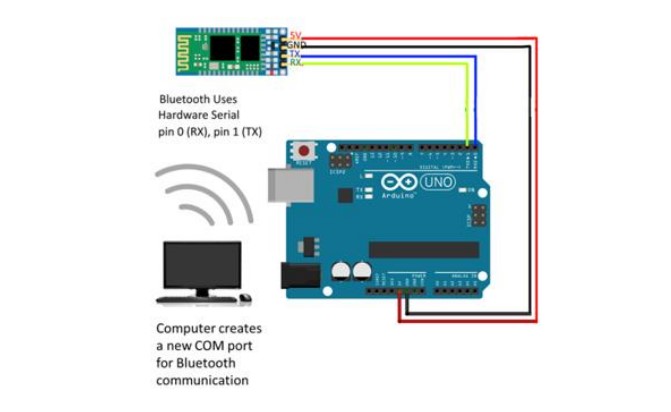 5V
GND
TX
RX
Bluetooth Uses
Hardware Serial
pin 0 (RX), pin 1 (TX)
RESET
ICSP2
L
TX
RX
DIGITAL (PWM~)
UNO
ON
Arduino
ICSP
POWER
ANALOG IN
Computer creates
a new COM port
for Bluetooth
communication